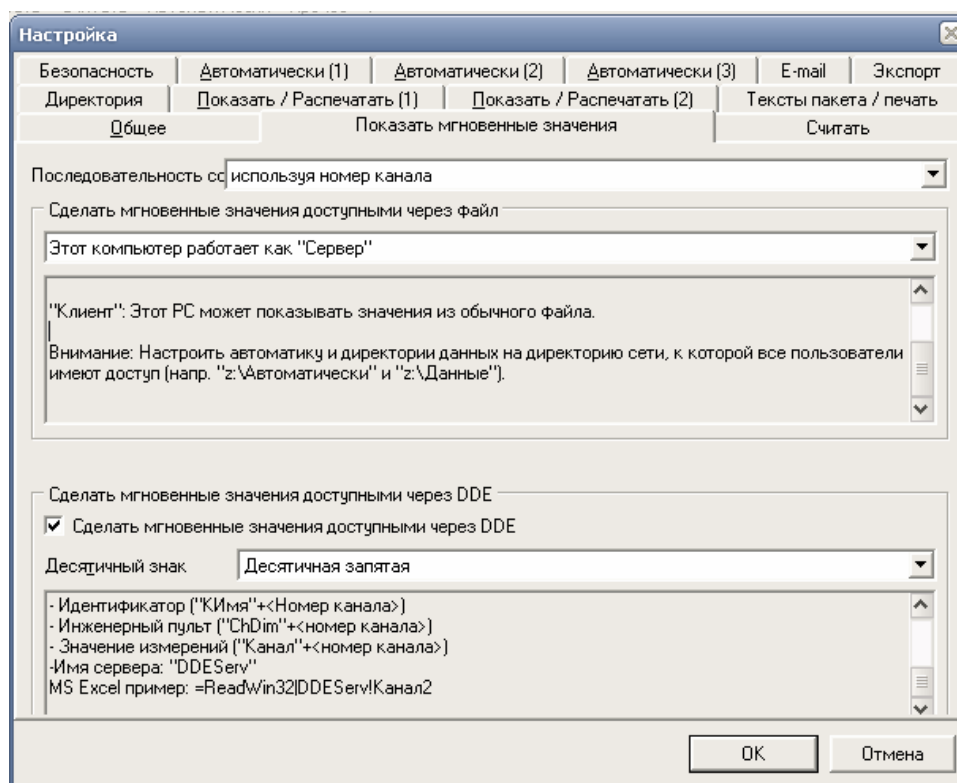 Настройка
Безопасность Автоматически (1) Автоматически (2) Автоматически (3) E-mail Экспорт
Директория Показать / Распечатать (1) Показать / Распечатать (2) Тексты пакета / печать
Общее Показать мгновенные значения Считать
Последовательность сс используя номер канала
Сделать мгновенные значения доступными через файл
Этот компьютер работает как "Сервер"
"Клиент": Этот PC может показывать значения из обычного файла.
Внимание: Настроить автоматику и директории данных на директорию сети, к которой все пользователи
имеют доступ (напр. "z:\Автоматически" и "z:\Данные").
Сделать мгновенные значения доступными через DDE
Сделать мгновенные значения доступными через DDE
Десятичный знак Десятичная запятая
- Идентификатор ("КИмя"+<Номер канала>)
- Инженерный пульт ("ChDim"+<номер канала>)
- Значение измерений ("Канал"+<номер канала>)
-Имя сервера: "DDEServ"
MS Excel пример: =ReadWin32|DDEServ!Канал2
OK Отмена